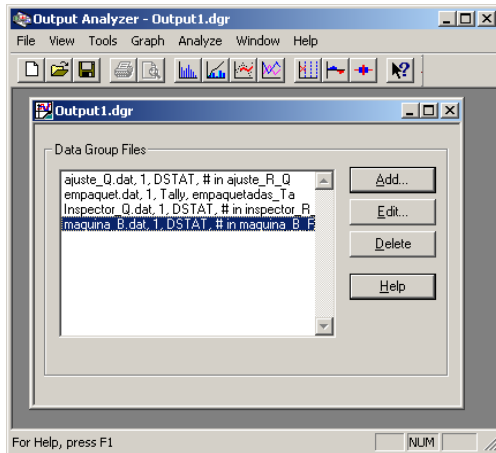 Output Analyzer - Output1.dgr
File View Tools Graph Analyze Window Help
Output1.dgr
Data Group Files
ajuste_Q.dat, 1, DSTAT, # in ajuste_R_Q
empaquet.dat, 1, Tally, empaquetadas_Ta
Inspector_Q.dat, 1, DSTAT, # in inspector_R
maquina_B.dat, 1, DSTAT, # in maquina_B_F
Add...
Edit...
Delete
Help
For Help, press F1
NUM